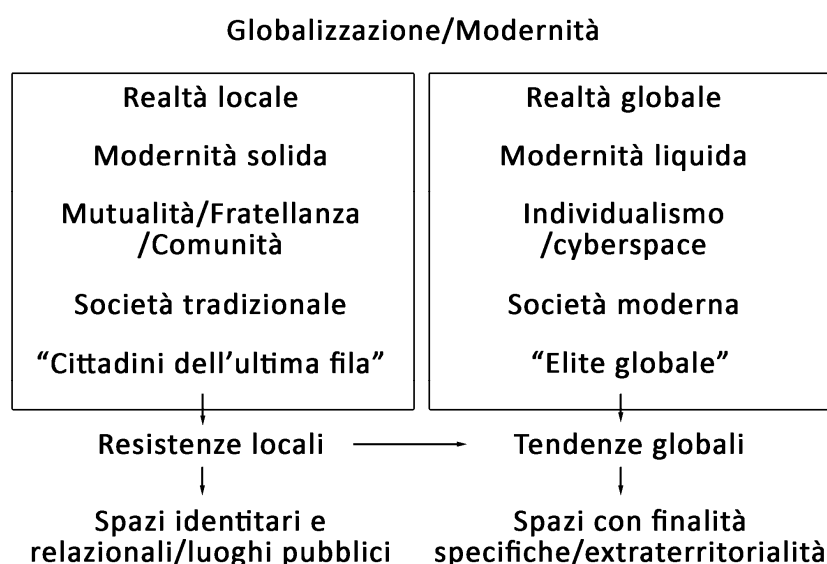 Globalizzazione/Modernità
Realtà locale
Modernità solida
Mutualità/Fratellanza
/Comunità
Società tradizionale
“Cittadini dell’ultima fila”
Realtà globale
Modernità liquida
Individualismo
/cyberspace
Società moderna
“Elite globale”
Resistenze locali
Tendenze globali
Spazi identitari e
relazionali/luoghi pubblici
Spazi con finalità
specifiche/extraterritorialità